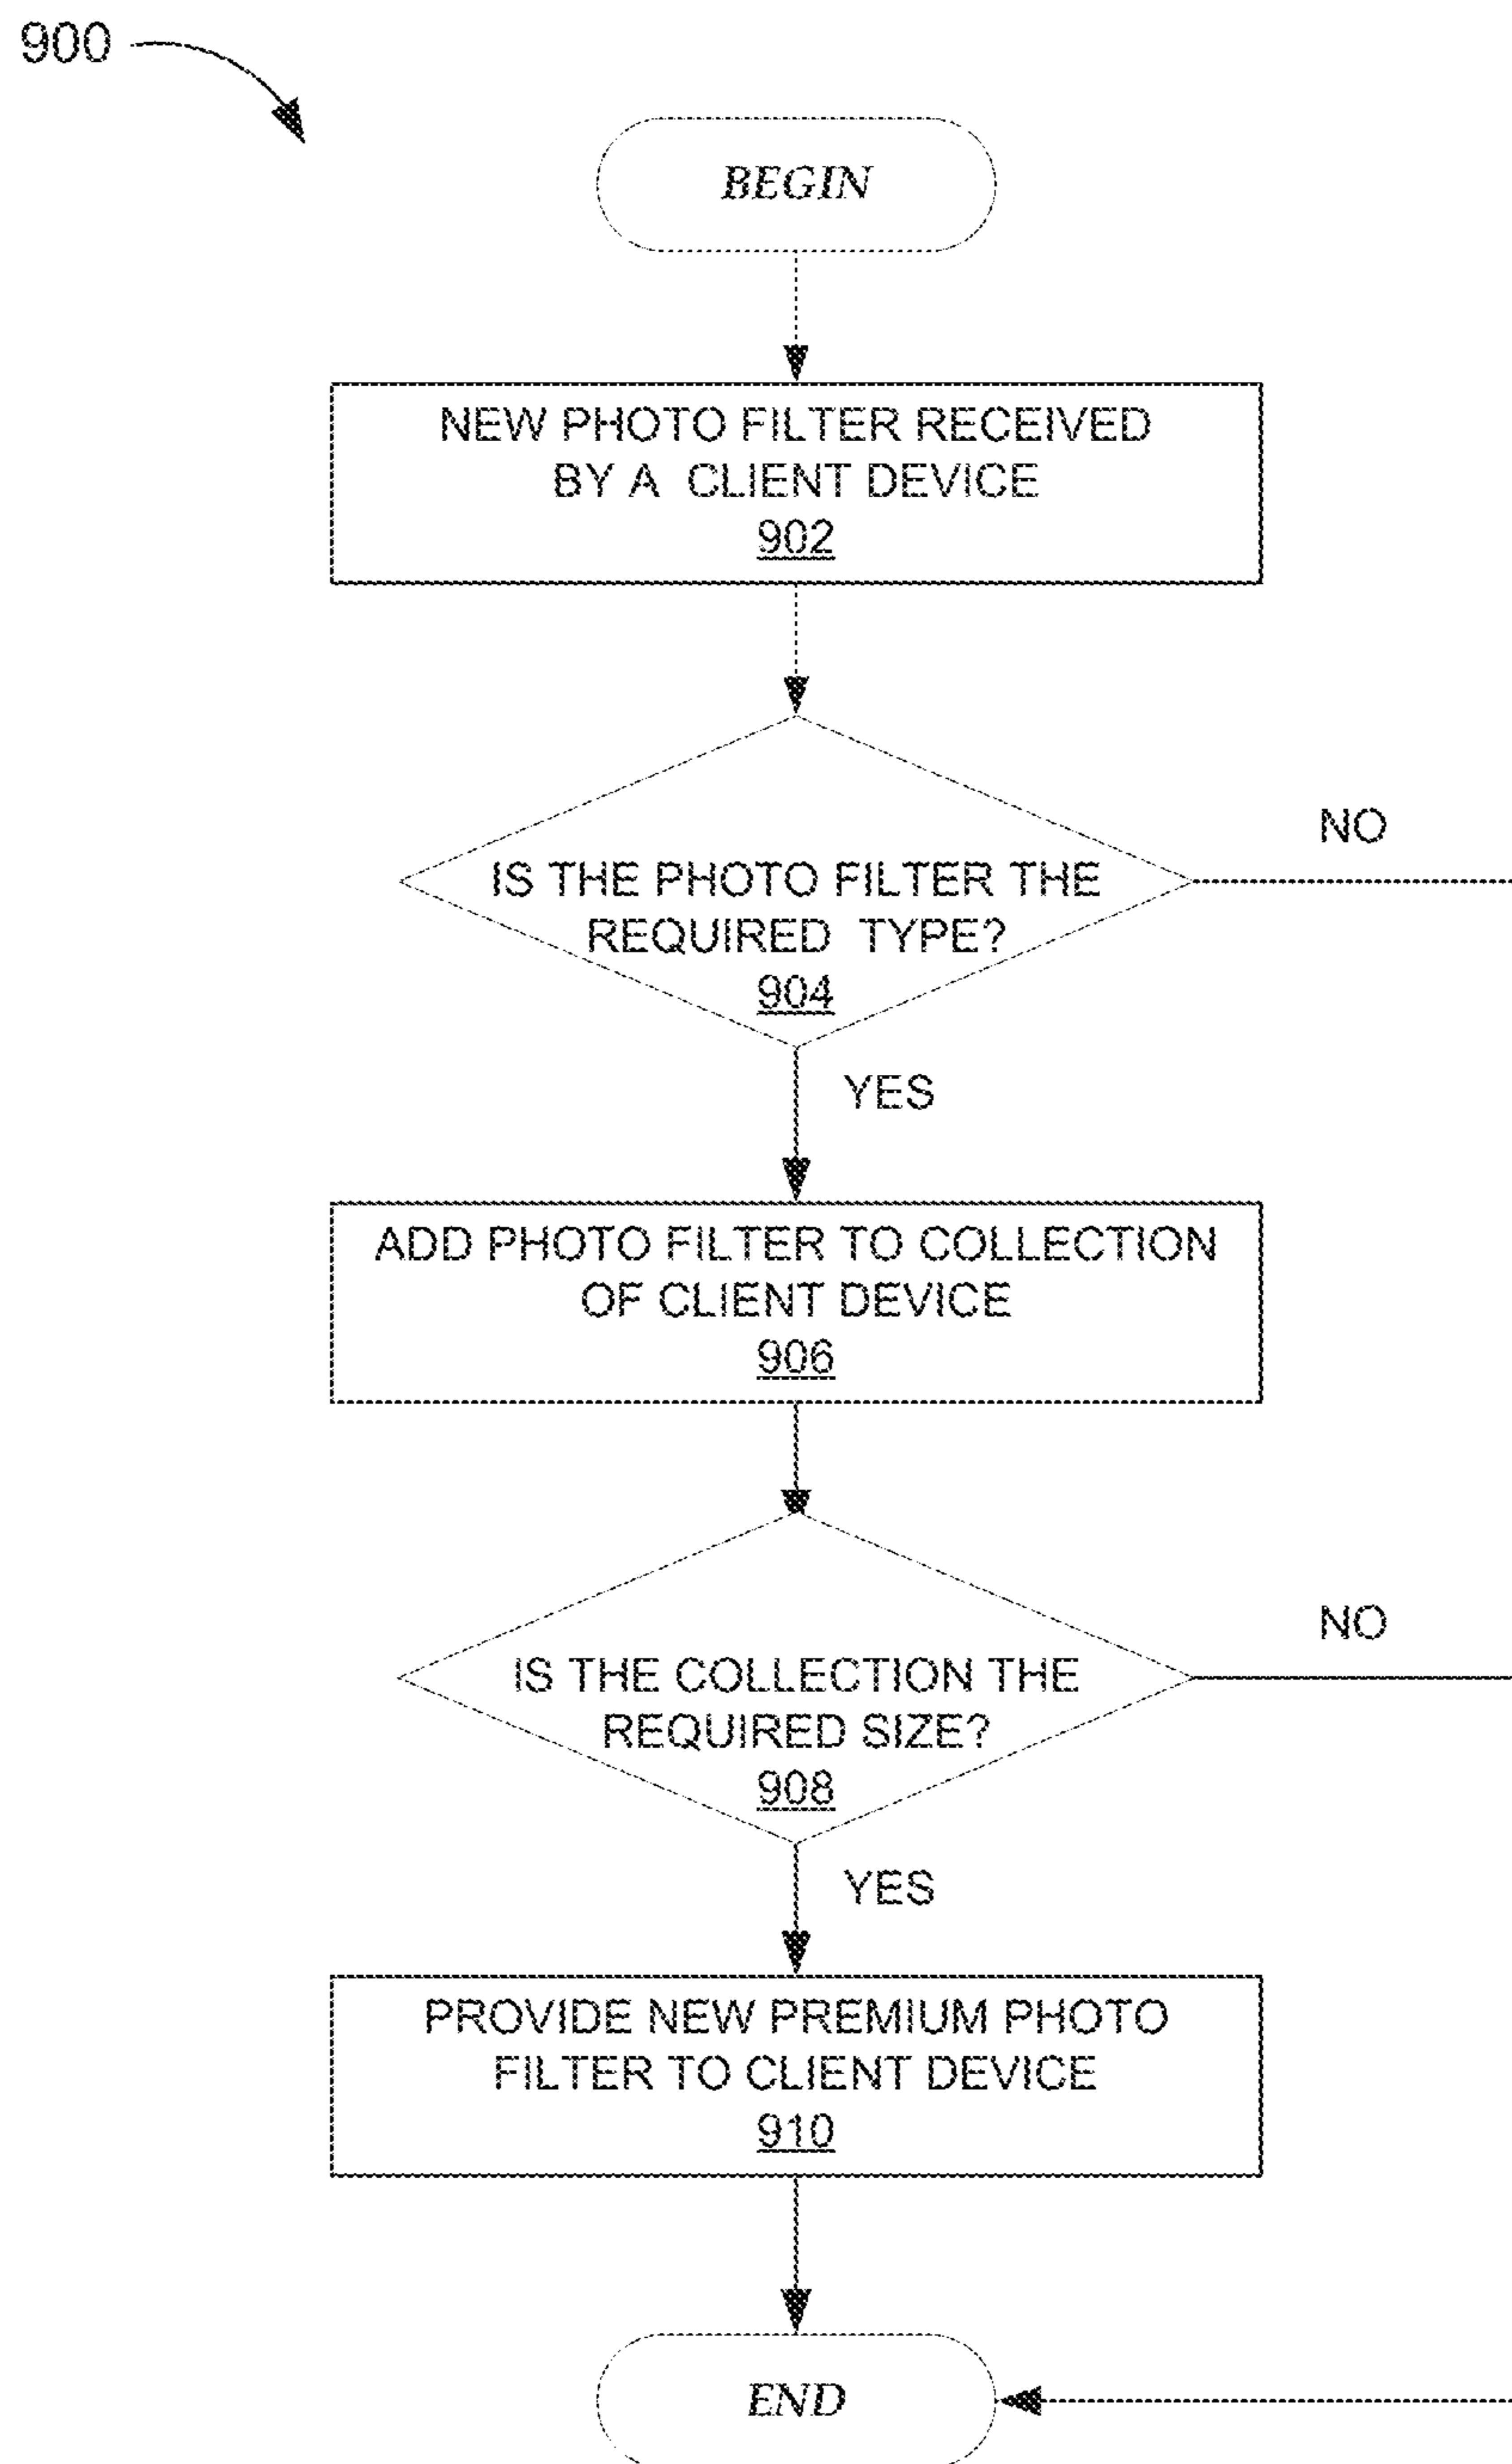 900
BEGIN
NEW PHOTO FILTER RECEIVED
BY A CLIENT DEVICE
902
IS THE PHOTO FILTER THE
REQUIRED TYPE?
904
NO
YES
ADD PHOTO FILTER TO COLLECTION
OF CLIENT DEVICE
906
IS THE COLLECTION THE
REQUIRED SIZE?
908
NO
YES
PROVIDE NEW PREMIUM PHOTO
FILTER TO CLIENT DEVICE
910
END